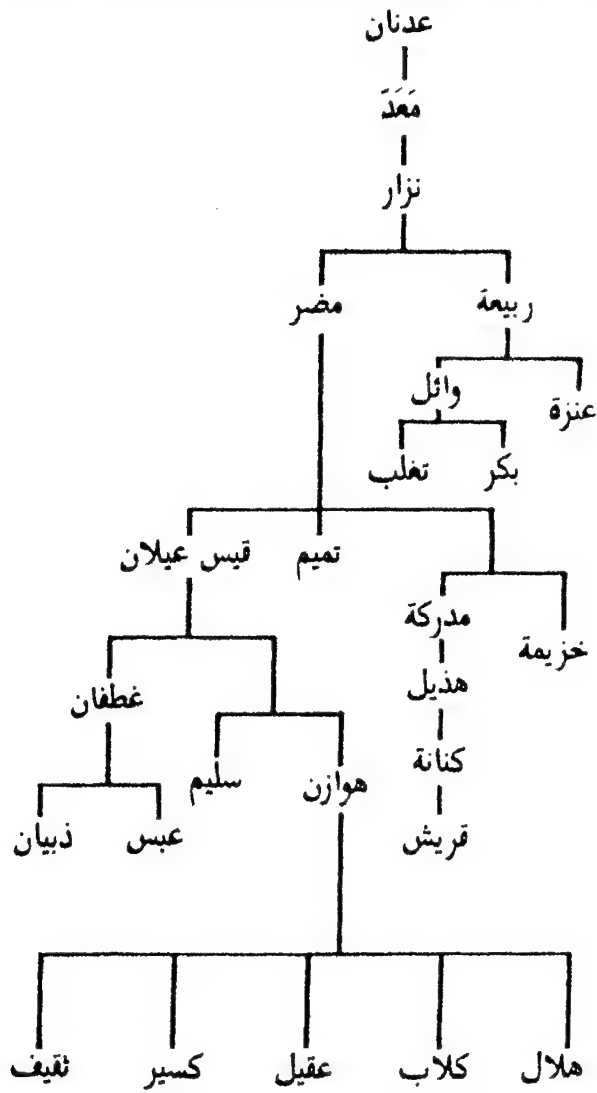 عدنان
مَعَدّ
نزار
ربيعة مضر
وائل عنزة
بكر تغلب
تميم قيس عيلان
مدركة خزيمة
هذيل غطفان
كنانة سليم هوازن
قريش عبس ذبيان
هلال كلاب عقيل كسير ثقيف